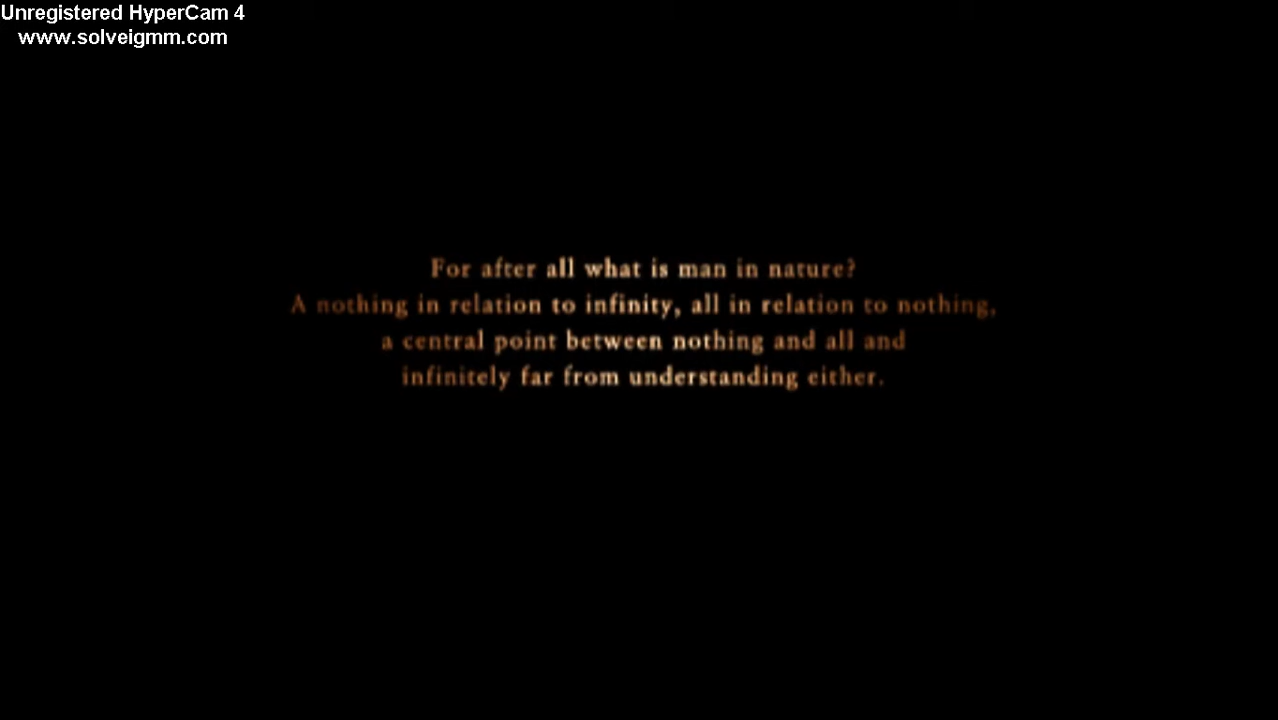 Unregistered HyperCam 4
www.solveigmm.com
For after all what is man in nature?
A nothing in relation to infinity, all in relation to nothing,
a central point between nothing and all and
infinitely far from understanding either.